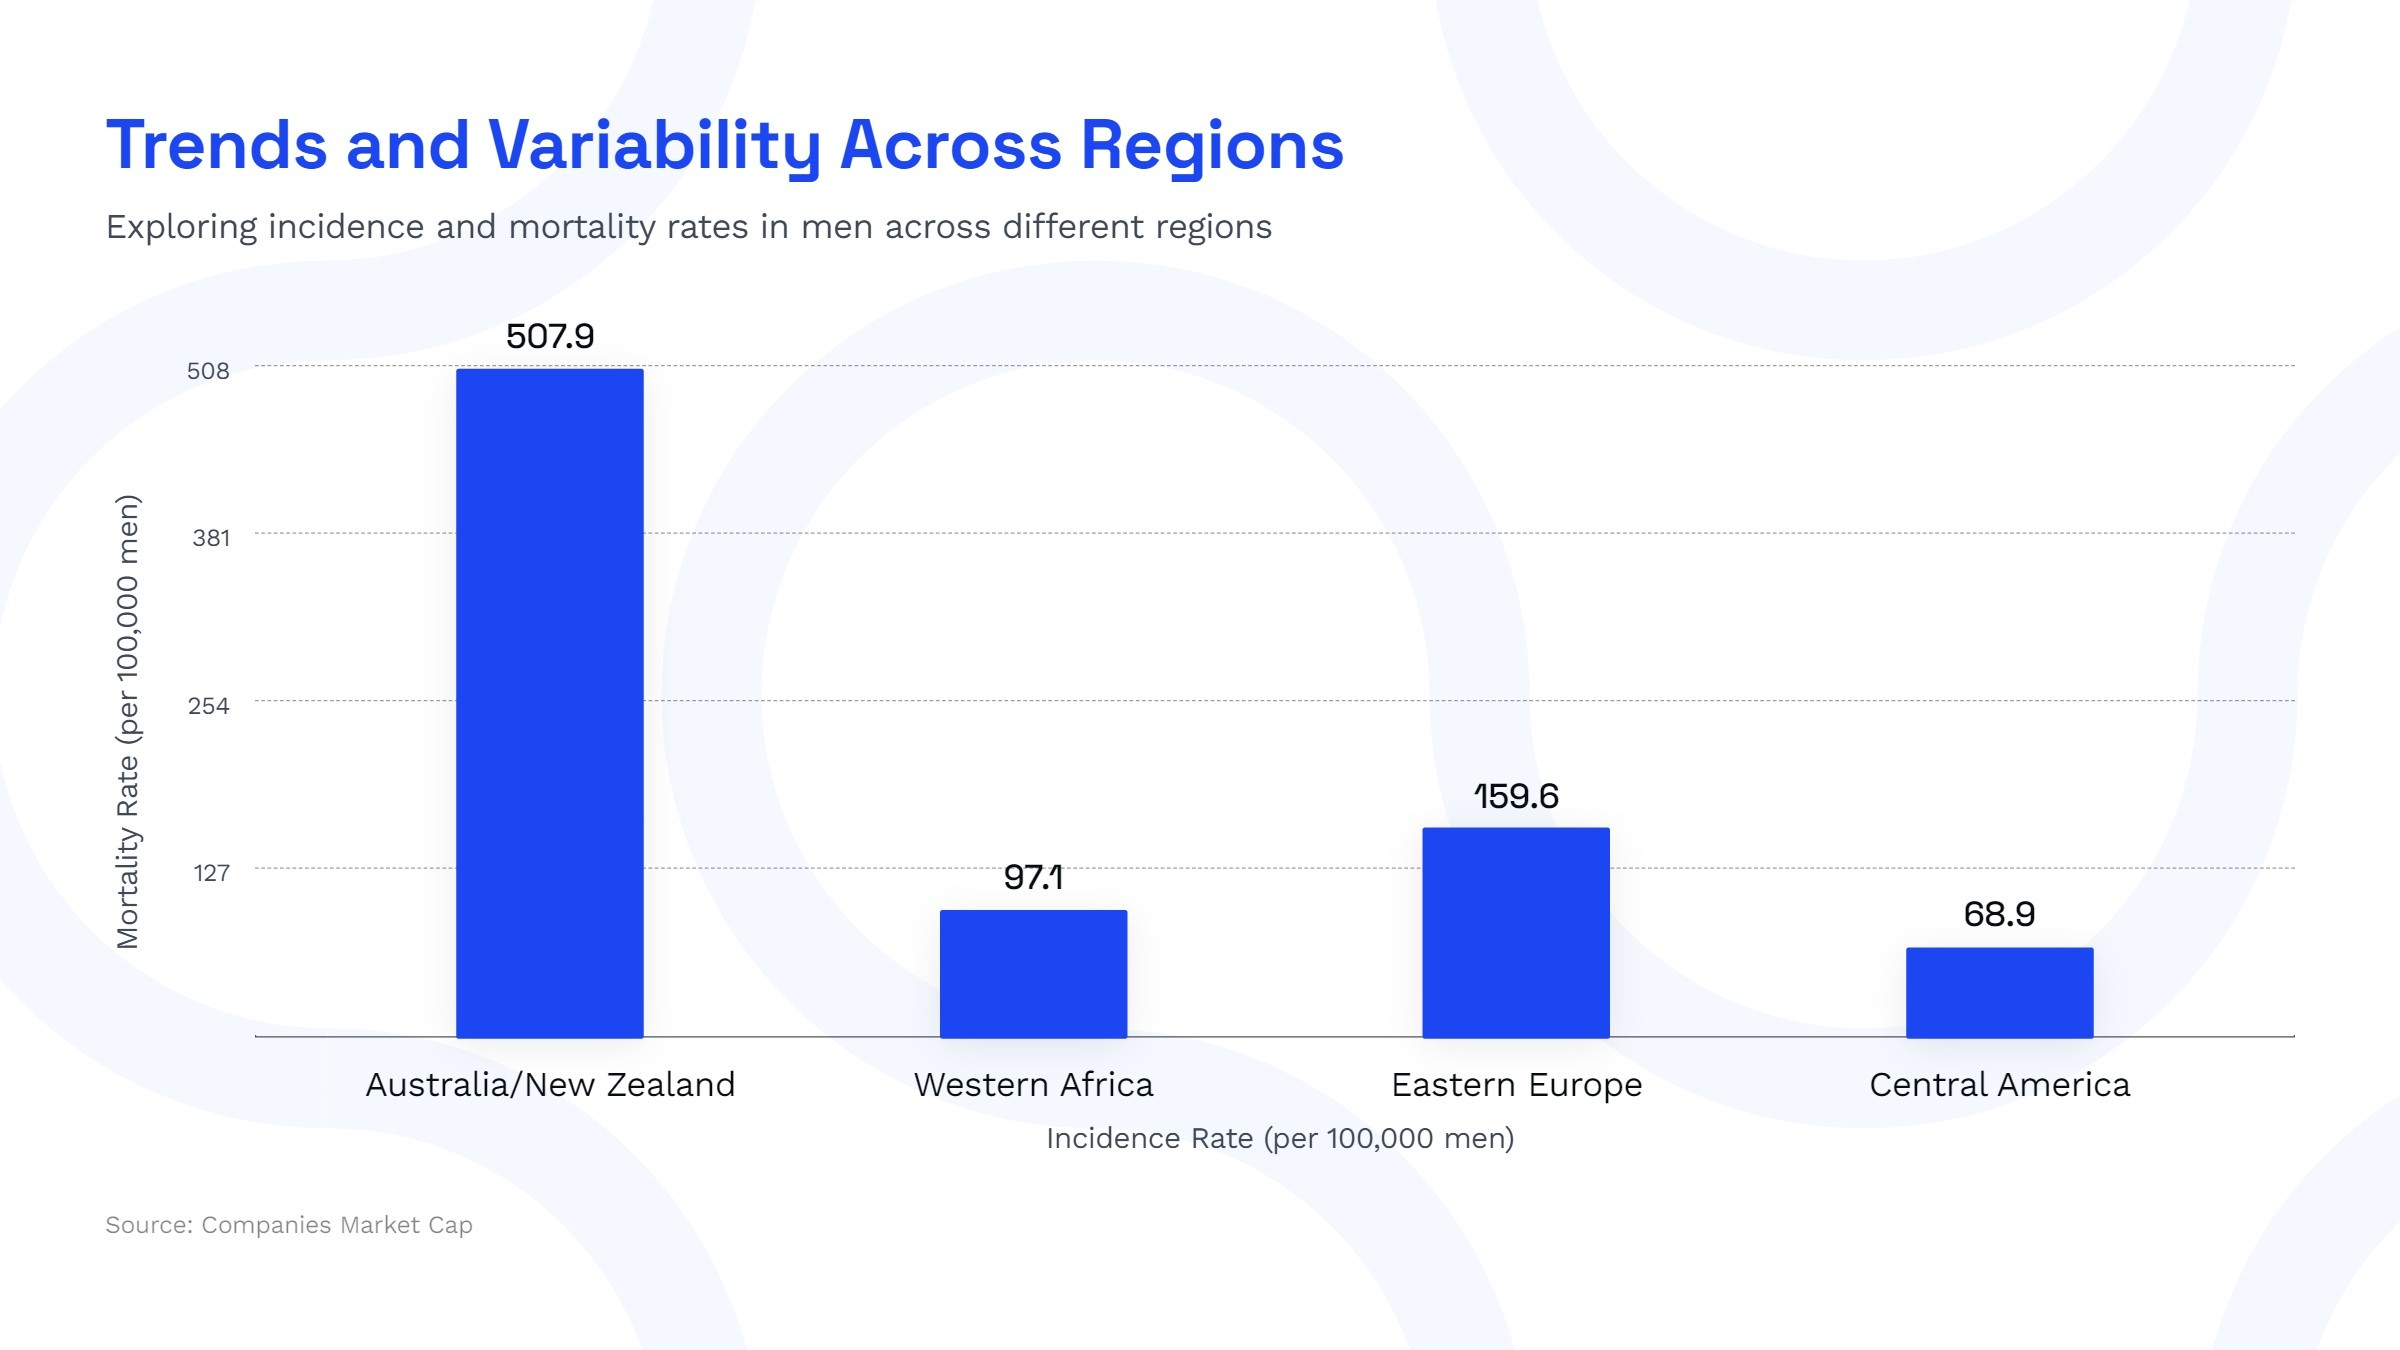 Trends and Variability Across Regions
Exploring incidence and mortality rates in men across different regions
507.9
508
381
254
127
Mortality Rate (per 100,000 men)
97.1
159.6
68.9
Australia/New Zealand
Western Africa
Eastern Europe
Central America
Incidence Rate (per 100,000 men)
Source: Companies Market Cap